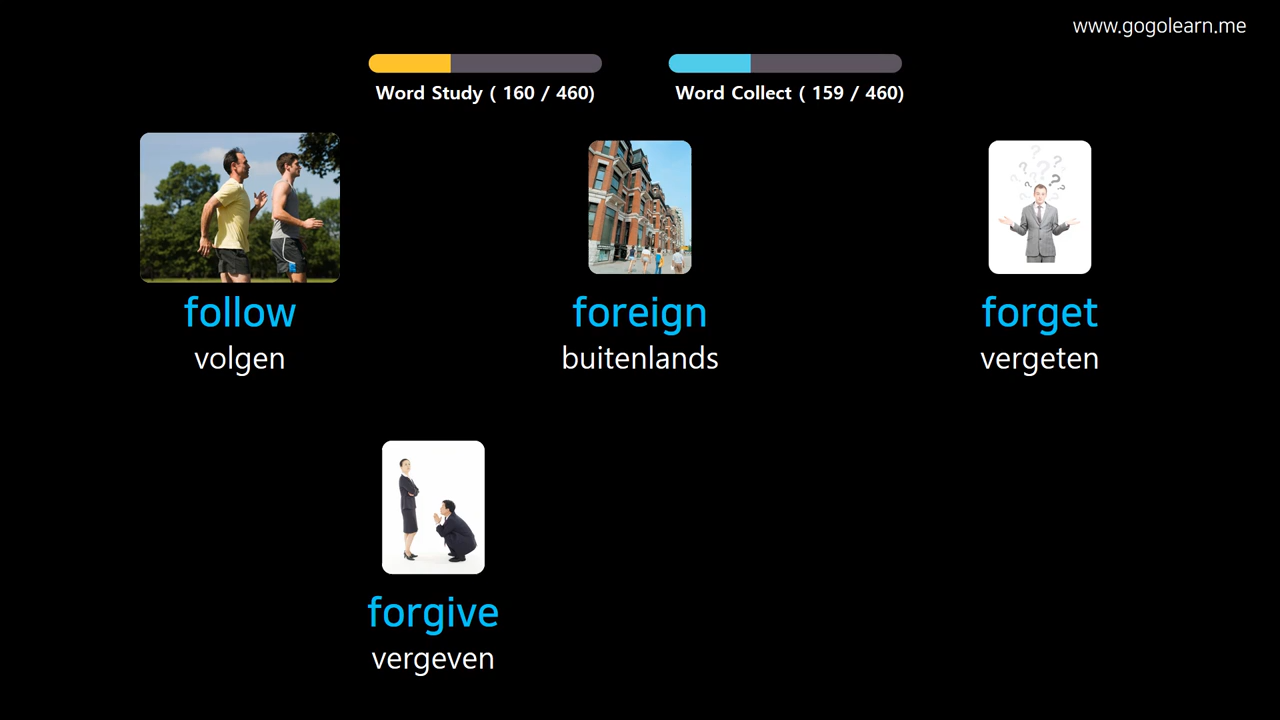 www.gogolearn.me
Word Study ( 160 / 460)
Word Collect ( 159 / 460)
follow
volgen
foreign
buitenlands
forget
vergeten
forgive
vergeven